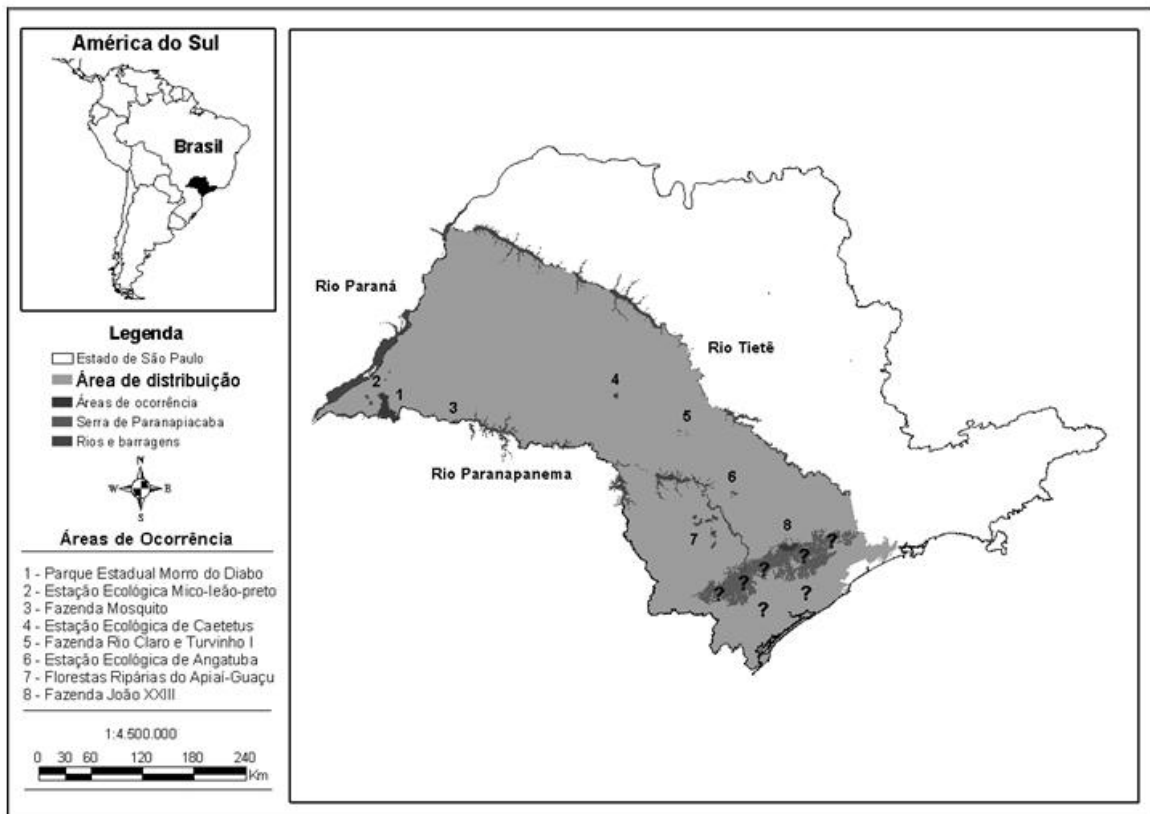 América do Sul
Brasil
Legenda
Estado de São Paulo
Área de distribuição
Áreas de ocorrência
Serra de Paranapiacaba
Rios e barragens
N
W E
S
Áreas de Ocorrência
1 - Parque Estadual Morro do Diabo
2 - Estação Ecológica Mico-leão-preto
3 - Fazenda Mosquito
4 - Estação Ecológica de Caetetus
5 - Fazenda Rio Claro e Turvinho I
6 - Estação Ecológica de Angatuba
7 - Florestas Ripárias do Apiaí-Guaçu
8 - Fazenda João XXIII
1:4.500.000
0 30 60 120 180 240
Km
Rio Paraná
Rio Tietê
2
1
3
4
5
Rio Paranapanema
6
7
8
? ? ? ? ?
? ?